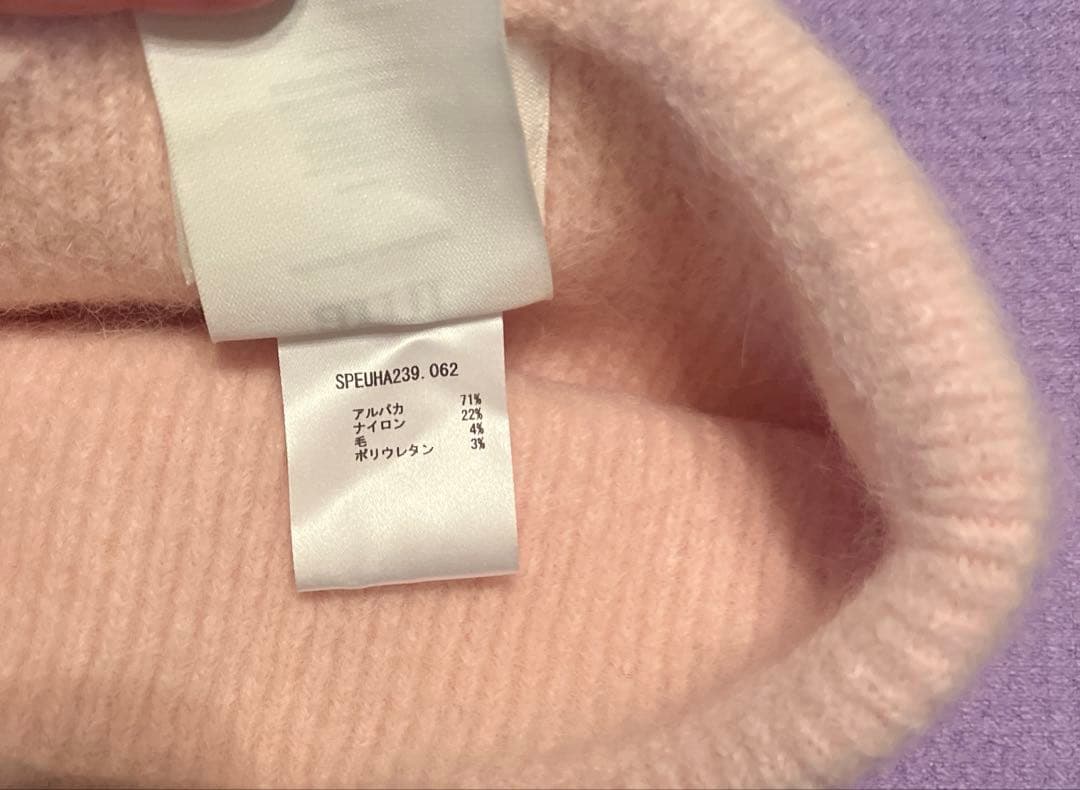 SPEUHA239.062
アルパカ 71%
ナイロン 22%
毛 4%
ポリウレタン 3%